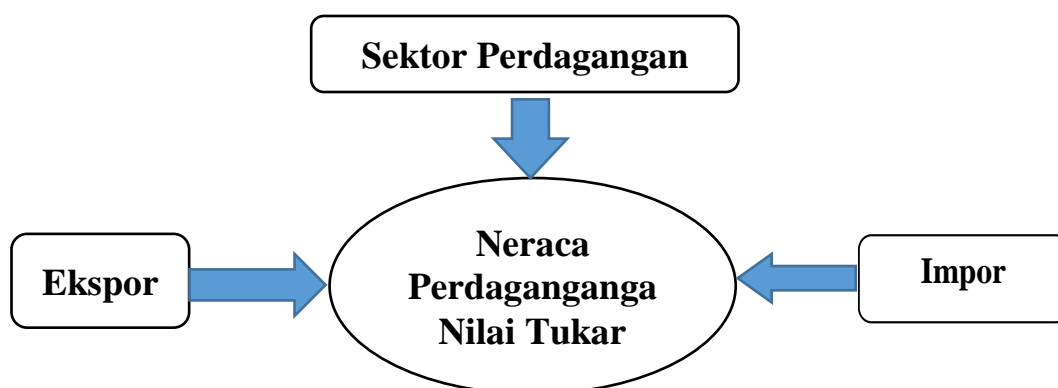 Sektor Perdagangan
Ekspor
Neraca
Perdaganganga
Nilai Tukar
Impor